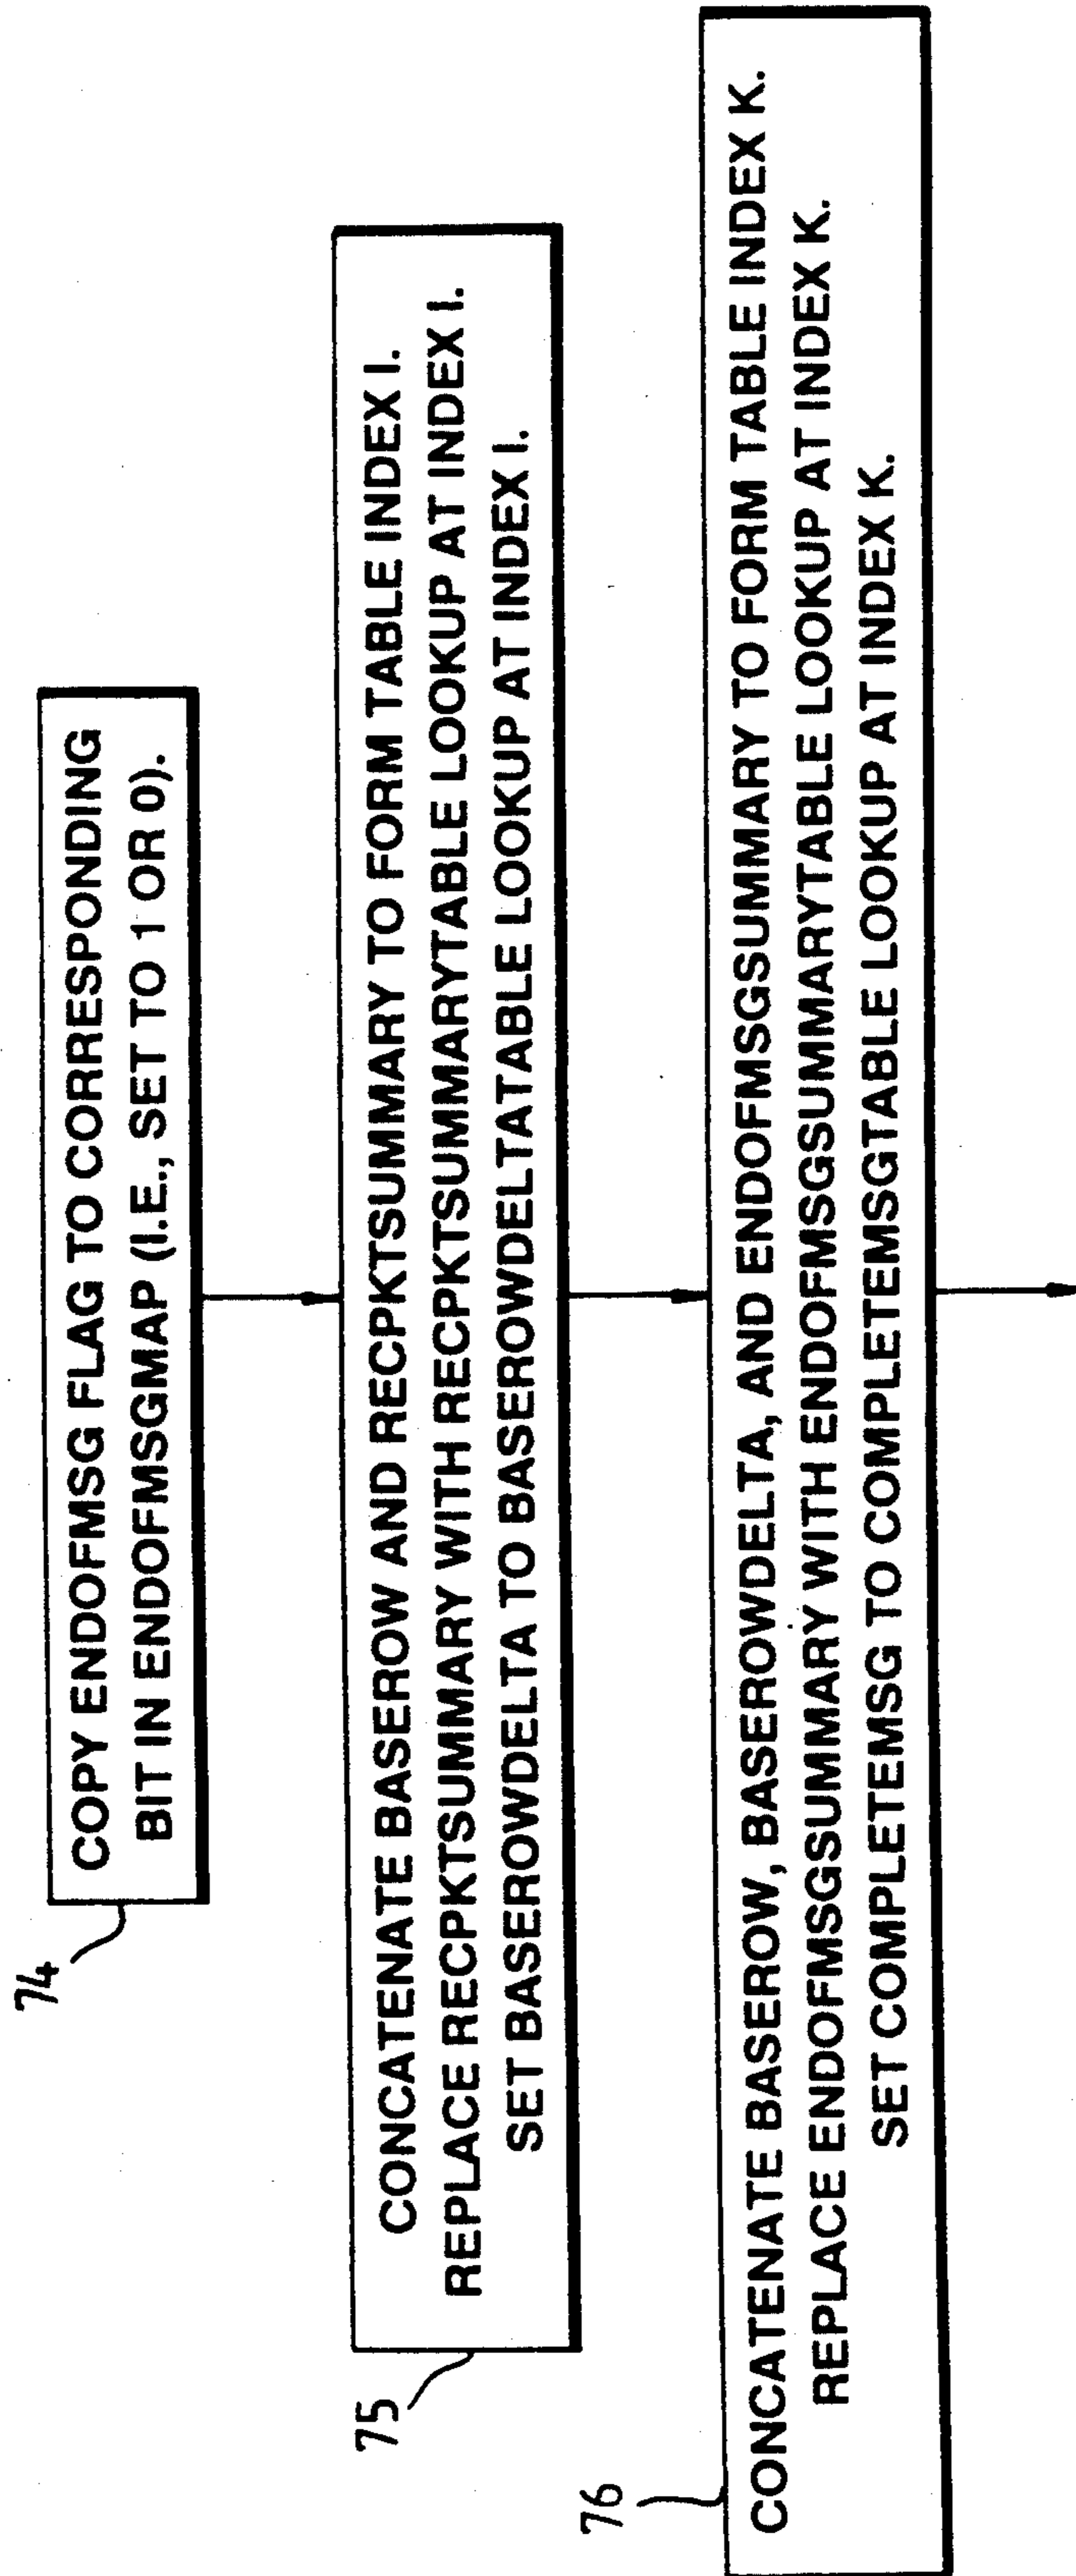 74
COPY ENDOFMSG FLAG TO CORRESPONDING
BIT IN ENDOFMSGMAP (I.E., SET TO 1 OR 0).
75
CONCATENATE BASEROW AND RECPKTSUMMARY TO FORM TABLE INDEX I.
REPLACE RECPKTSUMMARY WITH RECPKTSUMMARYTABLE LOOKUP AT INDEX I.
SET BASEROWDELTA TO BASEROWDELTATABLE LOOKUP AT INDEX I.
76
CONCATENATE BASEROW, BASEROWDELTA, AND ENDOFMSGSUMMARY TO FORM TABLE INDEX K.
REPLACE ENDOFMSGSUMMARY WITH ENDOFMSGSUMMARYTABLE LOOKUP AT INDEX K.
SET COMPLETEMSG TO COMPLETEMSGTABLE LOOKUP AT INDEX K.